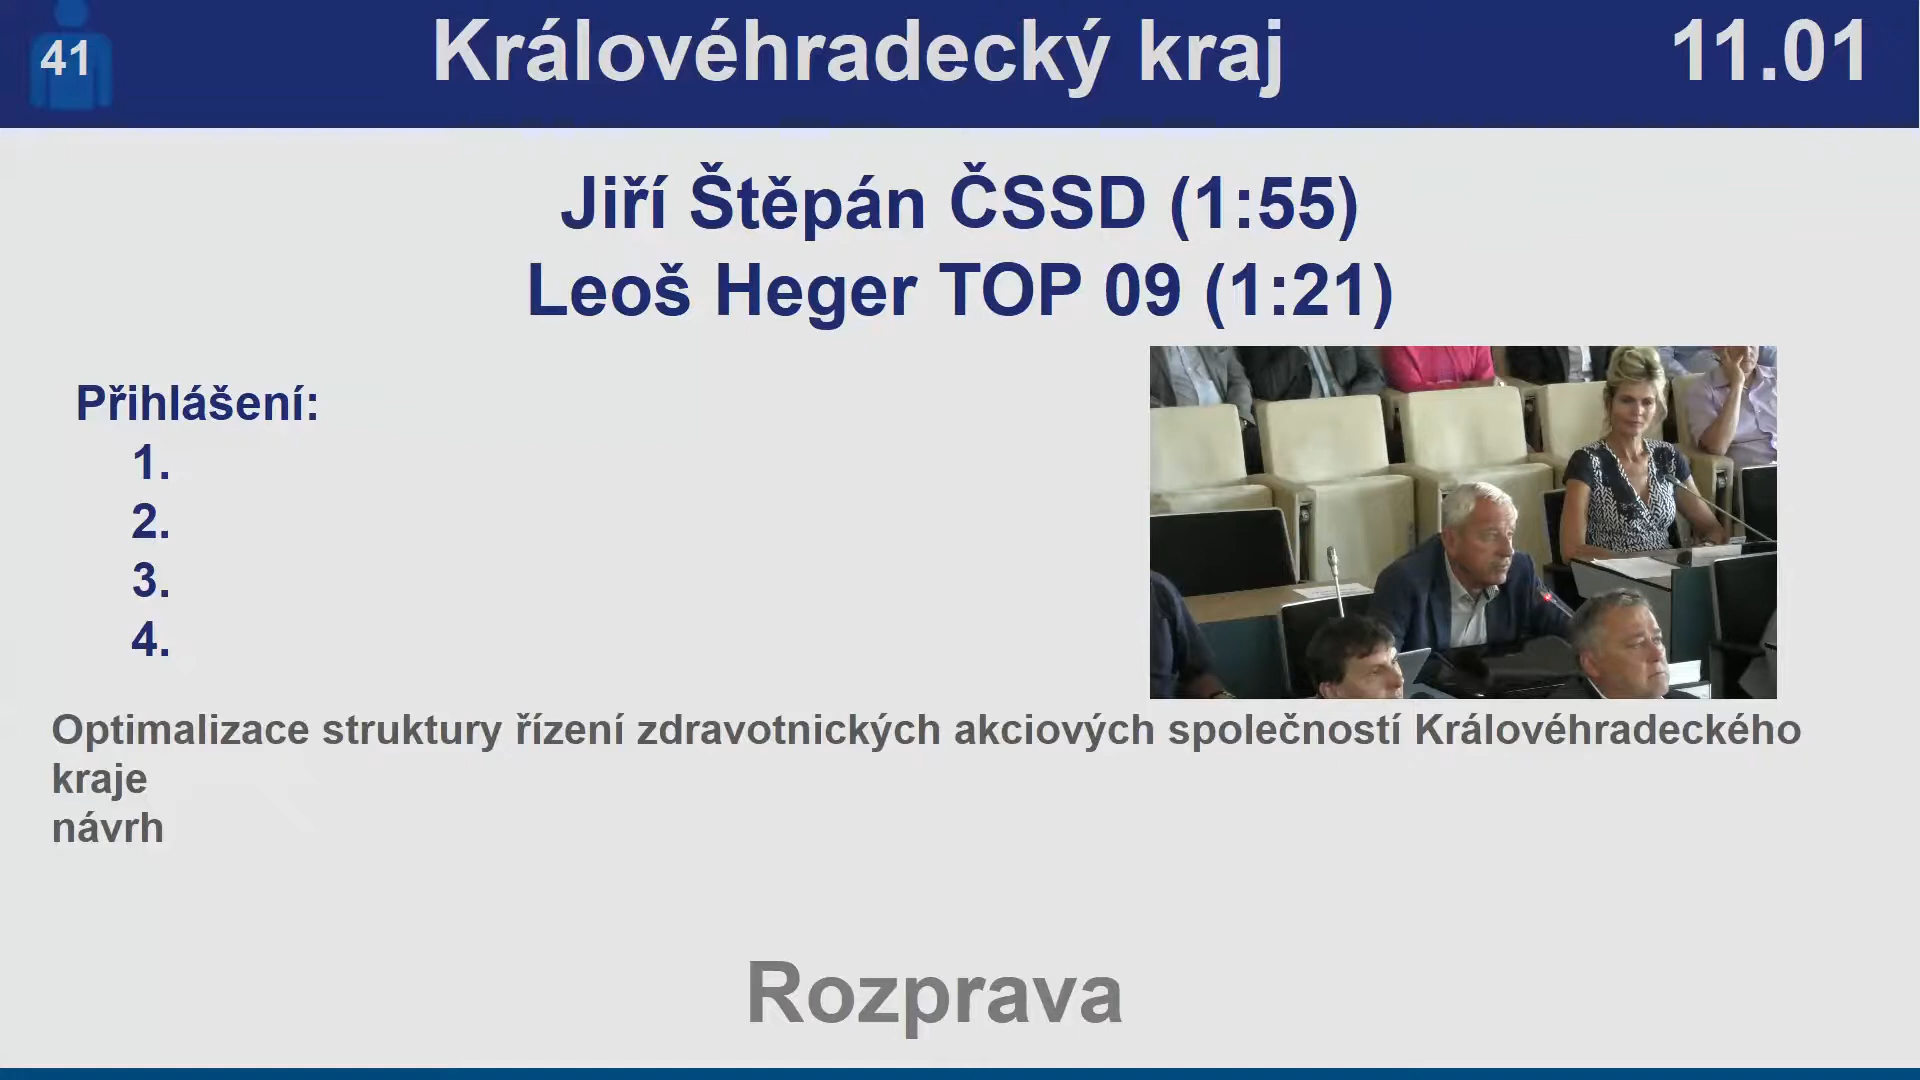 41
Královéhradecký kraj
11.01
Jiří Štěpán ČSSD (1:55)
Leoš Heger TOP 09 (1:21)
Přihlášení:
1.
2.
3.
4.
Optimalizace struktury řízení zdravotnických akciových společností Královéhradeckého
kraje
návrh
Rozprava